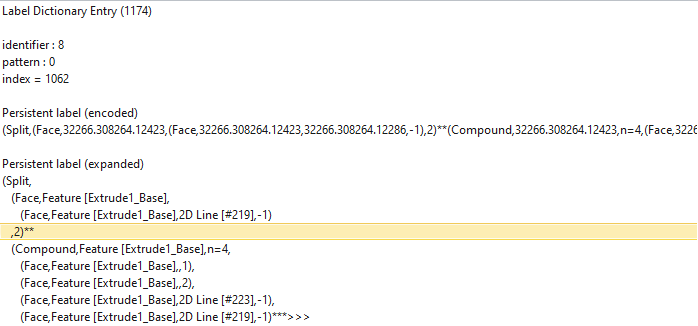 Label Dictionary Entry (1174)
identifier : 8
pattern : 0
index = 1062
Persistent label (encoded)
(Split,(Face,32266.308264.12423,(Face,32266.308264.12423,32266.308264.12286,-1),2)**(Compound,32266.308264.12423,n=4,(Face,3226
Persistent label (expanded)
(Split,
(Face,Feature [Extrude1_Base],
(Face,Feature [Extrude1_Base],2D Line [#219],-1)
,2)**
(Compound,Feature [Extrude1_Base],n=4,
(Face,Feature [Extrude1_Base],,1),
(Face,Feature [Extrude1_Base],,2),
(Face,Feature [Extrude1_Base],2D Line [#223],-1),
(Face,Feature [Extrude1_Base],2D Line [#219],-1)***>>>